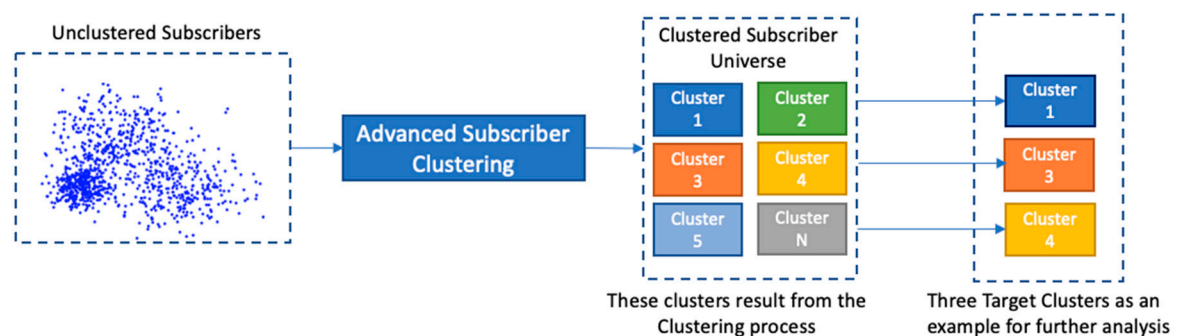 Unclustered Subscribers
Advanced Subscriber
Clustering
Clustered Subscriber
Universe
Cluster
1
Cluster
2
Cluster
3
Cluster
4
Cluster
5
Cluster
N
These clusters result from the
Clustering process
Cluster
1
Cluster
3
Cluster
4
Three Target Clusters as an
example for further analysis